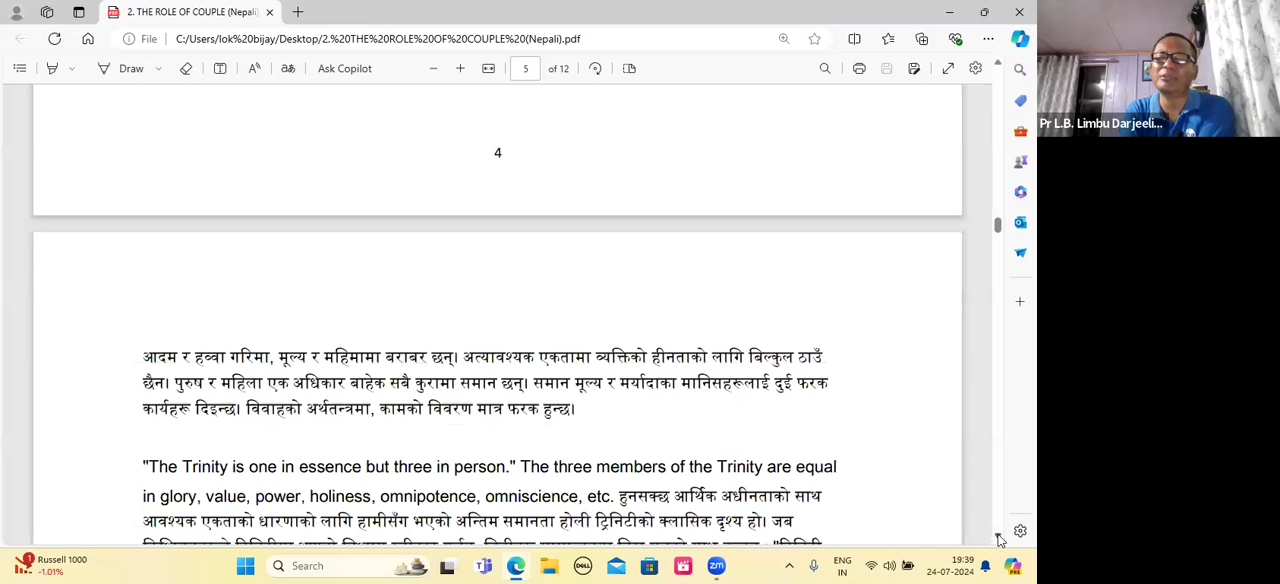 2. THE ROLE OF COUPLE (Nepali)
File
C:/Users/lok%20bijay/Desktop/2.%20THE%20ROLE%20OF%20COUPLE%20(Nepali).pdf
Draw
Ask Copilot
5 of 12
Pr L.B. Limbu Darjeeli...
4
आदम र हव्वा गरिमा, मूल्य र महिमामा बराबर छन्। अत्यावश्यक एकतामा व्यक्तिको हीनताको लागि बिल्कुल ठाउँ
छैन। पुरुष र महिला एक अधिकार बाहेक सबै कुरामा समान छन्। समान मूल्य र मर्यादाका मानिसहरूलाई दुई फरक
कार्यहरू दिइन्छ। विवाहको अर्थतन्त्रमा, कामको विवरण मात्र फरक हुन्छ।
"The Trinity is one in essence but three in person." The three members of the Trinity are equal
in glory, value, power, holiness, omnipotence, omniscience, etc. हुनसक्छ आर्थिक अधीनताको साथ
आवश्यक एकताको धारणाको लागि हामीसँग भएको अन्तिम समानता होली ट्रिनिटीको क्लासिक दृश्य हो। जब
Russell 1000
-1.01%
Search
DELL
zm
ENG
IN
19:39
24-07-2024
PRE